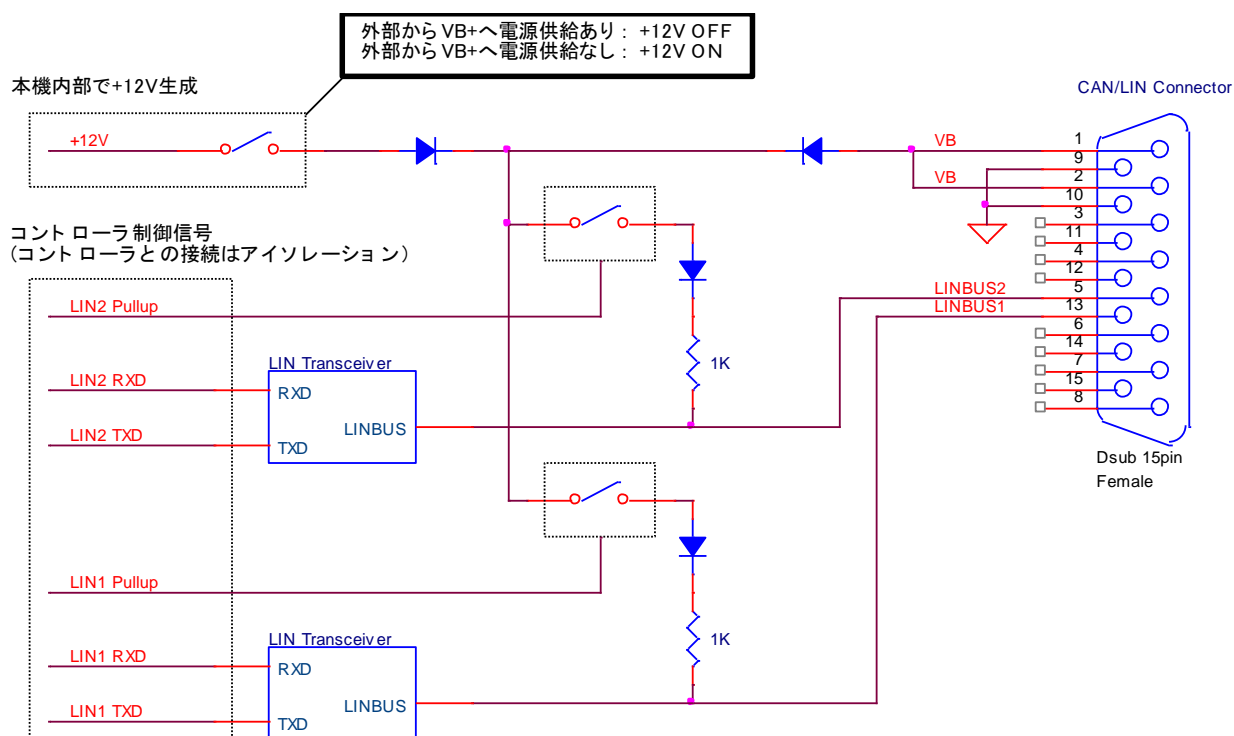 外部からVB+へ電源供給あり： +12V OFF
外部からVB+へ電源供給なし： +12V ON
本機内部で+12V生成
CAN/LIN Connector
+12V
VB
1
9
VB
2
10
3
コントローラ制御信号
(コントローラとの接続はアイソレーション)
11
4
12
LINBUS2
5
LIN2 Pullup
LINBUS1
13
6
14
LIN Transceiver
1K
7
LIN2 RXD
RXD
15
8
LINBUS
LIN2 TXD
TXD
Dsub 15pin
Female
LIN1 Pullup
LIN Transceiver
1K
LIN1 RXD
RXD
LINBUS
LIN1 TXD
TXD